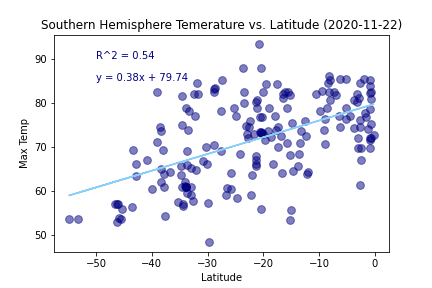 Southern Hemisphere Temerature vs. Latitude (2020-11-22)
R^2 = 0.54
y = 0.38x + 79.74
Max Temp
90
80
70
60
50
−50
−40
−30
−20
−10
0
Latitude